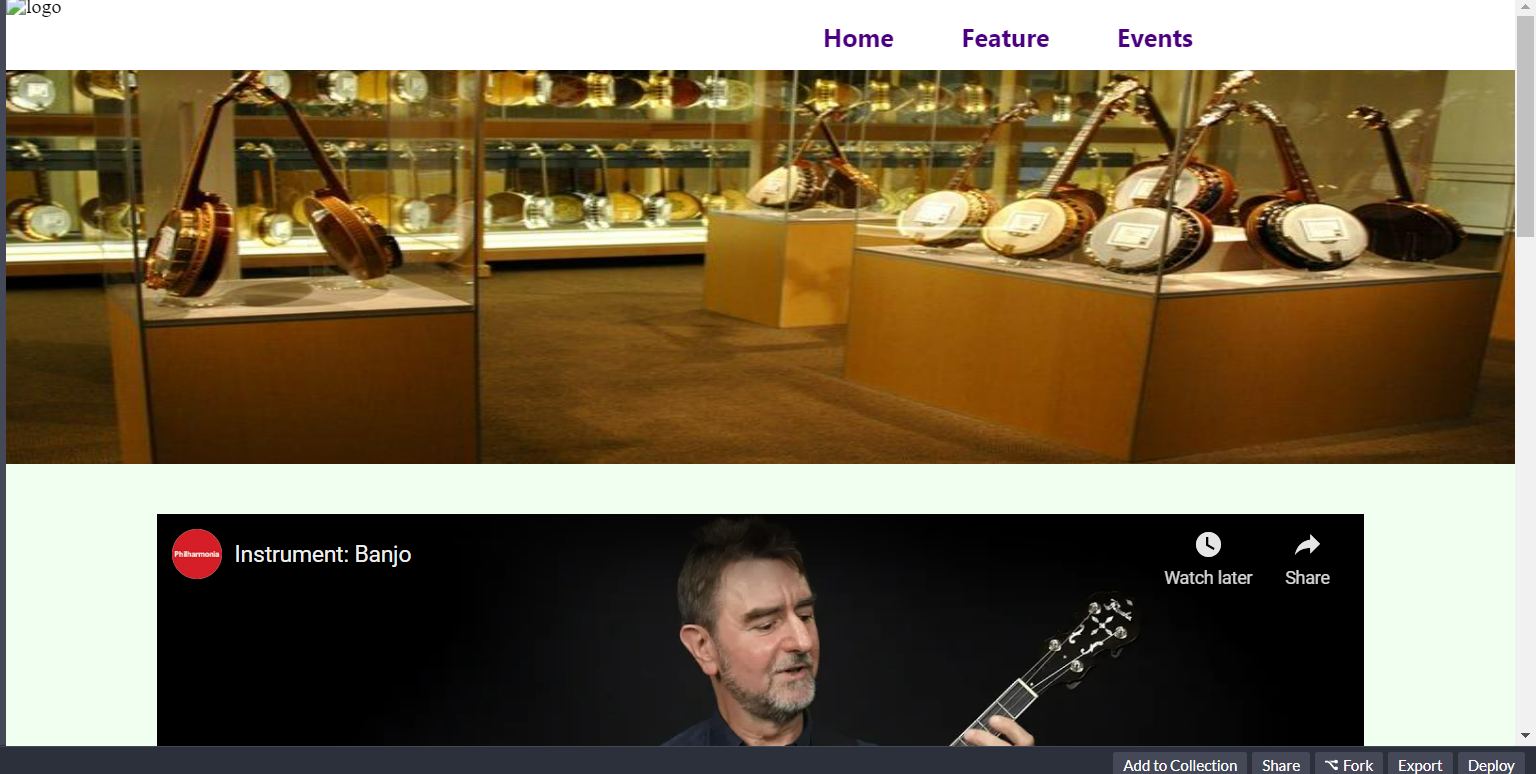 logo
Home Feature Events
Philharmonia
Instrument: Banjo
Watch later Share
Add to Collection Share Fork Export Deploy